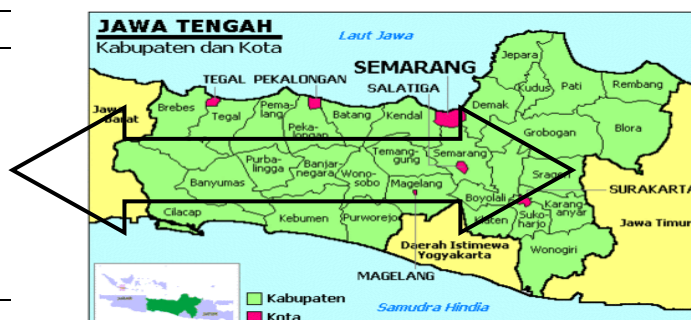 JAWA TENGAH
Kabupaten dan Kota
Laut Jawa
Jepara
SEMARANG
TEGAL PEKALONGAN
SALATIGA
Kudus
Pati
Rembang
Jawa
Barat
Brebes
Tegal
Pema-
lang
Peka-
longan
Batang
Kendal
Demak
Grobogan
Blora
Temang-
gung
Semarang
Purba-
lingga
Banjar-
negara
Wono-
sobo
Banyumas
Magelang
Sragen
Boyolali
SURAKARTA
Karang
anyar
Cilacap
Kebumen
Purworejo
Klaten
Suko-
harjo
Jawa Timur
Daerah Istimewa
Yogyakarta
Wonogiri
MAGELANG
Kabupaten
Kota
Samudra Hindia